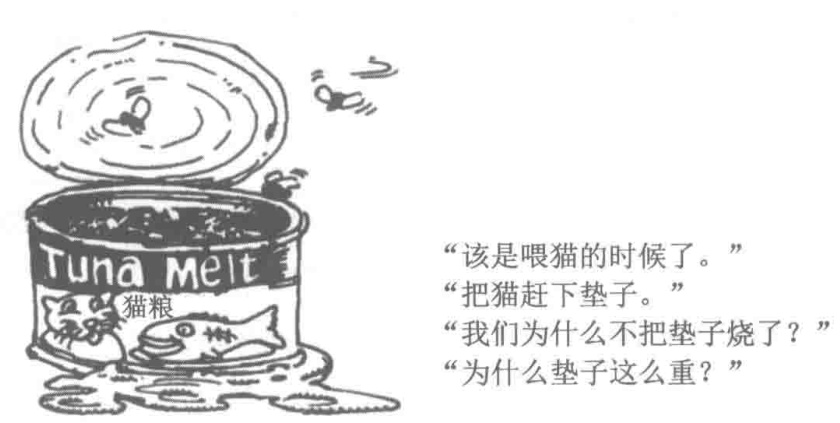 Tuna Melt
猫粮
“该是喂猫的时候了。”
“把猫赶下垫子。”
“我们为什么不把垫子烧了？”
“为什么垫子这么重？”